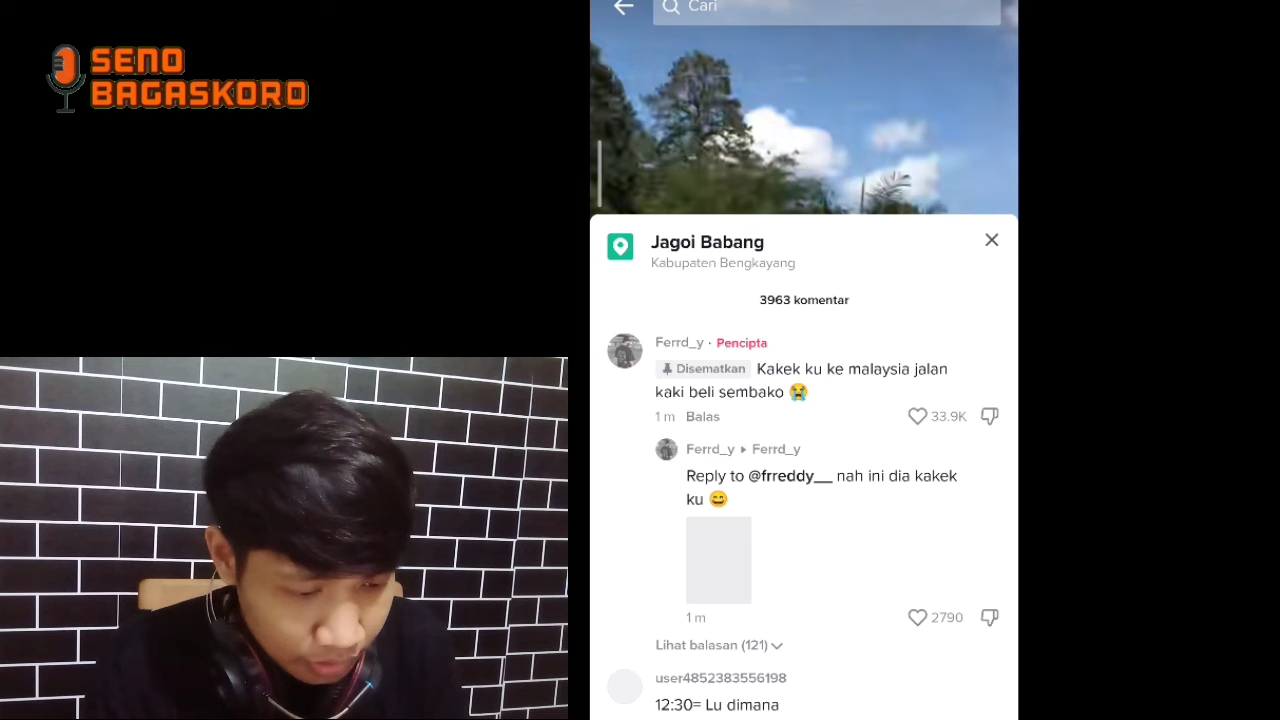 SENO
BAGASKORO
Cari
Jagoi Babang
Kabupaten Bengkayang
3963 komentar
Ferrd_y · Pencipta
Disematkan Kakek ku ke malaysia jalan
kaki beli sembako 😭
1 m Balas 33.9K
Ferrd_y ▸ Ferrd_y
Reply to @frreddy__ nah ini dia kakek
ku 😄
1 m 2790
Lihat balasan (121)
user4852383556198
12:30= Lu dimana